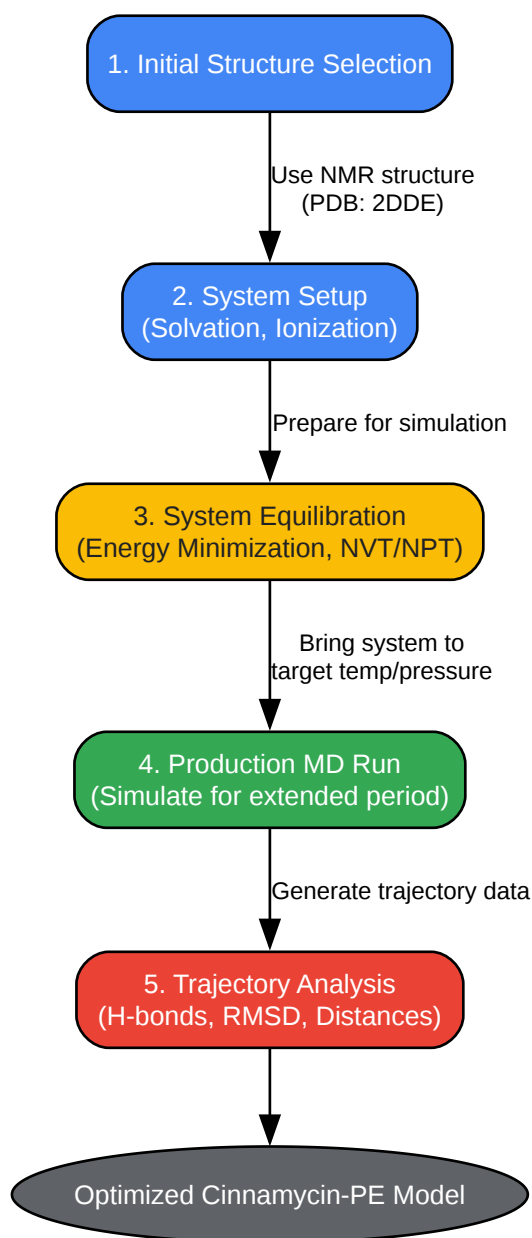 1. Initial Structure Selection
Use NMR structure
(PDB: 2DDE)
2. System Setup
(Solvation, Ionization)
Prepare for simulation
3. System Equilibration
(Energy Minimization, NVT/NPT)
Bring system to
target temp/pressure
4. Production MD Run
(Simulate for extended period)
Generate trajectory data
5. Trajectory Analysis
(H-bonds, RMSD, Distances)
Optimized Cinnamycin-PE Model